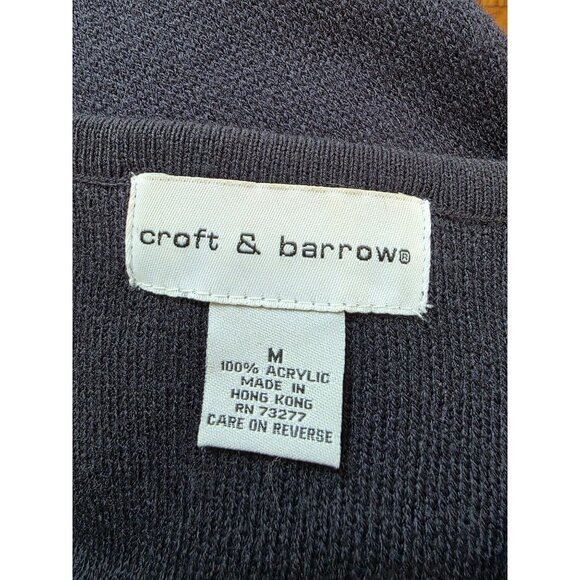 croft & barrow®
M
100% ACRYLIC
MADE IN
HONG KONG
RN 73277
CARE ON REVERSE